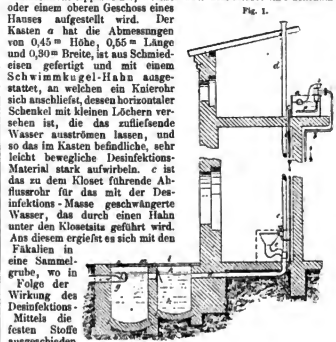 oder einem oberen Geschoss eines
Hauses aufgestellt wird. Der
Kasten a hat die Abmessungen
von 0,45 m Höhe, 0,55 m Länge
und 0,30 m Breite, ist aus Schmied-
eisen gefertigt und mit einem
Schwimmkugel-Hahn ausge-
stattet, an welchen ein Knierohr
sich anschliefst, dessen horizontaler
Schenkel mit kleinen Löchern ver-
sehen ist, die das zufliefsende
Wasser ausströmen lassen, und
so das im Kasten befindliche, sehr
leicht bewegliche Desinfektions-
Material stark aufwirbeln. c ist
das zu dem Kloset führende Ab-
flussrohr für das mit der Des-
infektions-Masse geschwängerte
Wasser, das durch einen Hahn
unter den Klosetsitz geführt wird.
Aus diesem ergiefst es sich mit den
Fäkalien in
eine Sammel-
grube, wo in
Folge der
Wirkung des
Desinfektions-
Mittels die
festen Stoffe
ausgeschieden
Fig. 1.
d